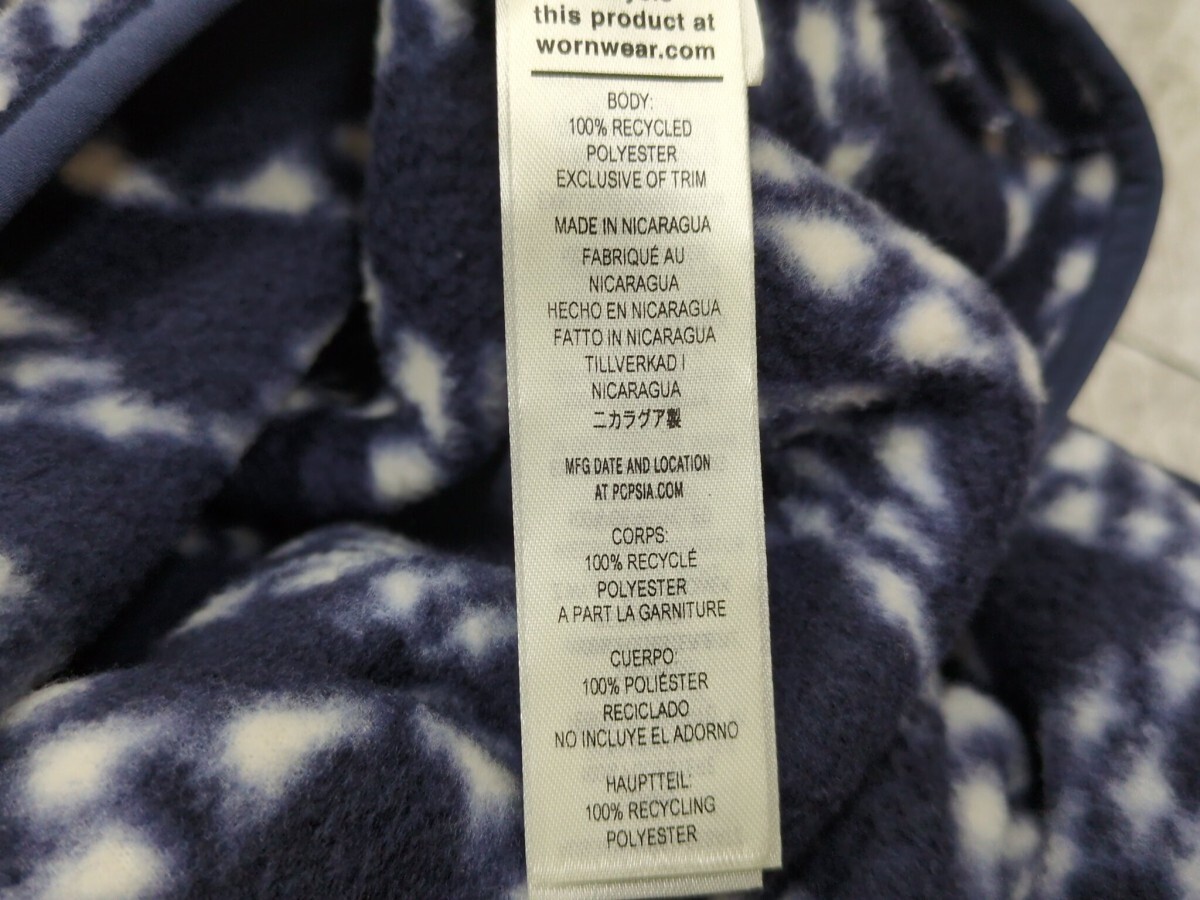 this product at
wornwear.com
BODY:
100% RECYCLED
POLYESTER
EXCLUSIVE OF TRIM
MADE IN NICARAGUA
FABRIQUÉ AU
NICARAGUA
HECHO EN NICARAGUA
FATTO IN NICARAGUA
TILLVERKAD I
NICARAGUA
ニカラグア製
MFG DATE AND LOCATION
AT PCPSIA.COM
CORPS:
100% RECYCLÉ
POLYESTER
A PART LA GARNITURE
CUERPO:
100% POLIÉSTER
RECICLADO
NO INCLUYE EL ADORNO
HAUPTTEIL:
100% RECYCLING
POLYESTER